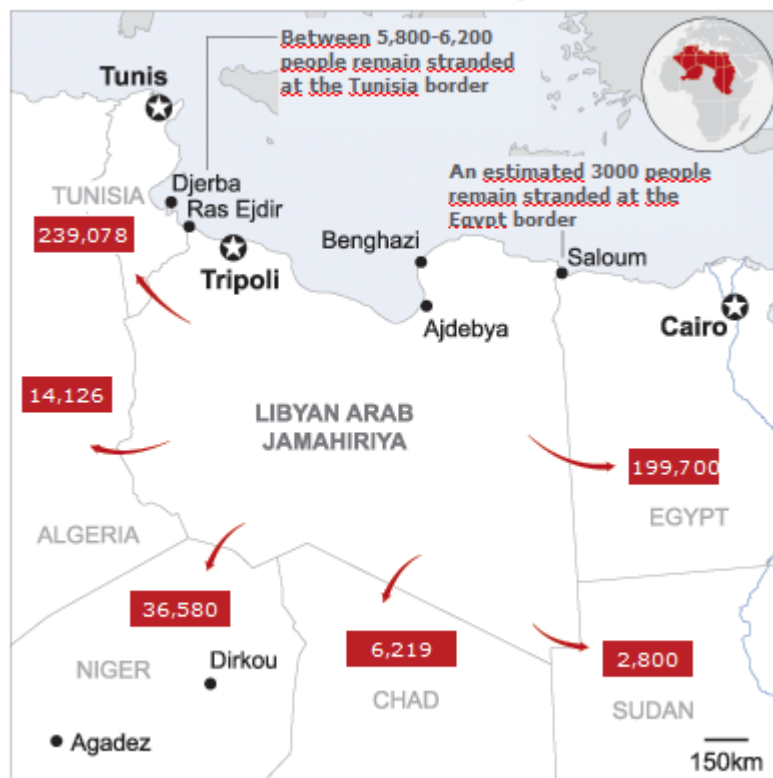 Between 5,800-6,200
people remain stranded
at the Tunisia border
Tunis
An estimated 3000 people
remain stranded at the
Egypt border
TUNISIA
Djerba
Ras Ejdir
239,078
Tripoli
Benghazi
Saloum
Ajdebya
Cairo
14,126
LIBYAN ARAB
JAMAHIRIYA
199,700
EGYPT
ALGERIA
36,580
6,219
2,800
NIGER
Dirkou
CHAD
SUDAN
Agadez
150km